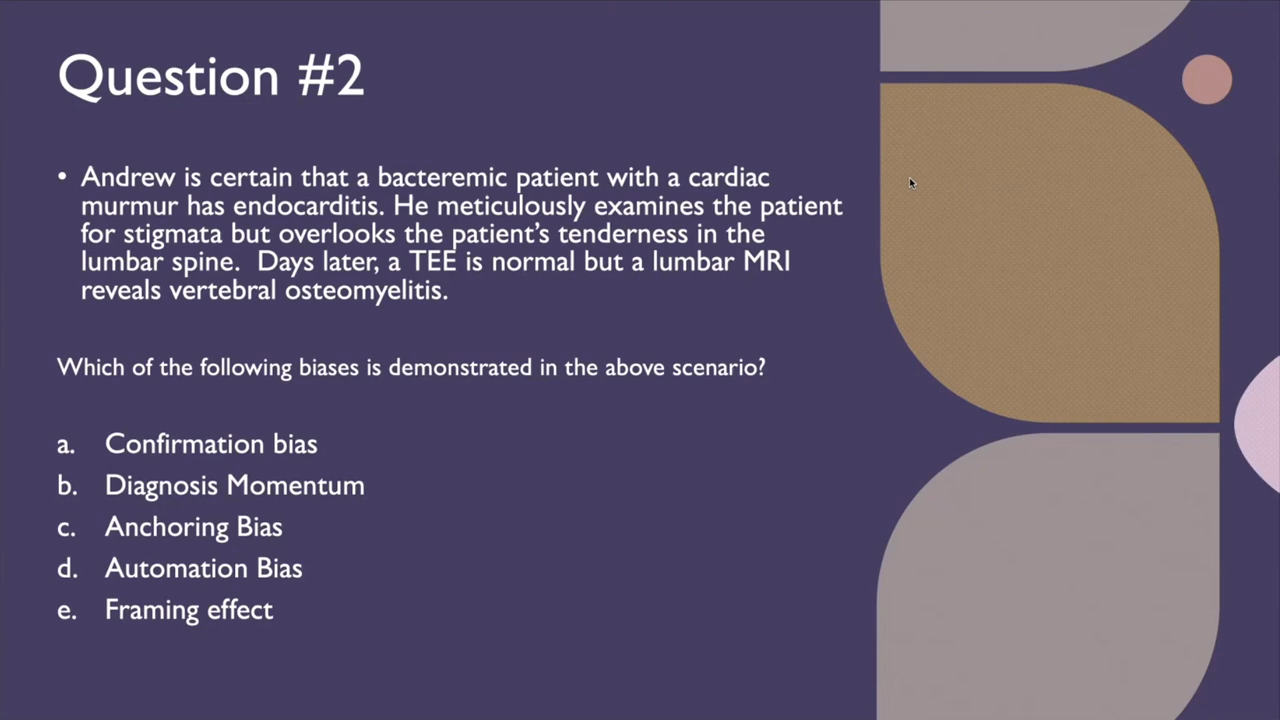 Question #2
• Andrew is certain that a bacteremic patient with a cardiac
murmur has endocarditis. He meticulously examines the patient
for stigmata but overlooks the patient’s tenderness in the
lumbar spine.  Days later, a TEE is normal but a lumbar MRI
reveals vertebral osteomyelitis.
Which of the following biases is demonstrated in the above scenario?
a. Confirmation bias
b. Diagnosis Momentum
c. Anchoring Bias
d. Automation Bias
e. Framing effect